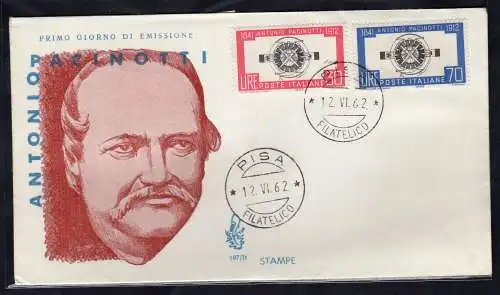 PRIMO GIORNO DI EMISSIONE
ANTONIO
PACINOTTI
1841 ANTONIO PACINOTTI 1912
LIRE POSTE ITALIANE 30
1841 ANTONIO PACINOTTI 1912
LIRE POSTE ITALIANE 70
* 12.VI.62 *
FILATELICO
PISA
* 12.VI.62 *
FILATELICO
STAMPE